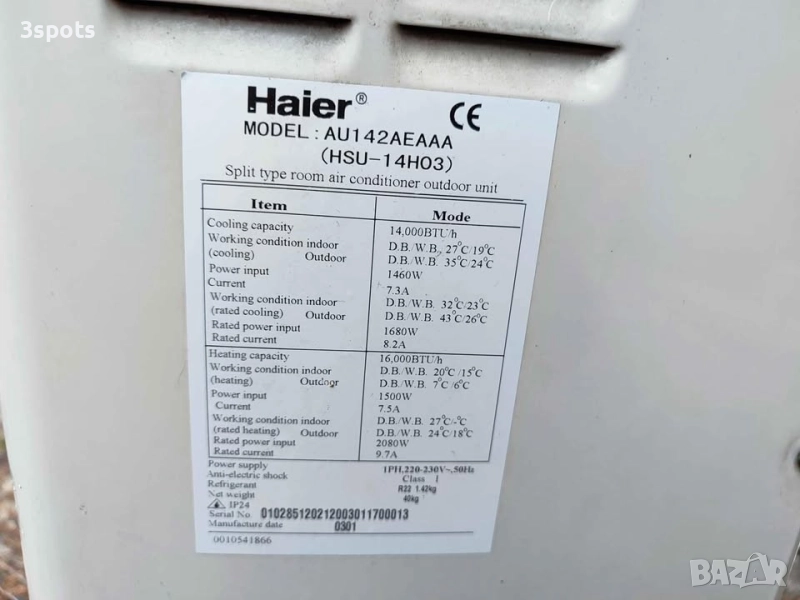 3spots
Haier® CE
MODEL : AU142AEAAA
(HSU-14H03)
Split type room air conditioner outdoor unit
Item Mode
Cooling capacity 14,000BTU/h
Working condition indoor D.B./W.B. 27°C/19°C
(cooling) Outdoor D.B./W.B. 35°C/24°C
Power input 1460W
Current 7.3A
Working condition indoor D.B./W.B. 32°C/23°C
(rated cooling) Outdoor D.B./W.B. 43°C/26°C
Rated power input 1680W
Rated current 8.2A
Heating capacity 16,000BTU/h
Working condition indoor D.B./W.B. 20°C/15°C
(heating) Outdoor D.B./W.B. 7°C/6°C
Power input 1500W
Current 7.5A
Working condition indoor D.B./W.B. 27°C/-°C
(rated heating) Outdoor D.B./W.B. 24°C/18°C
Rated power input 2080W
Rated current 9.7A
Power supply 1PH,220-230V~,50Hz
Anti-electric shock Class I
Refrigerant R22 1.42kg
Net weight 40kg
IP24
Serial No. 010285120212003011700013
Manufacture date 0301
0010541866
BAZAR